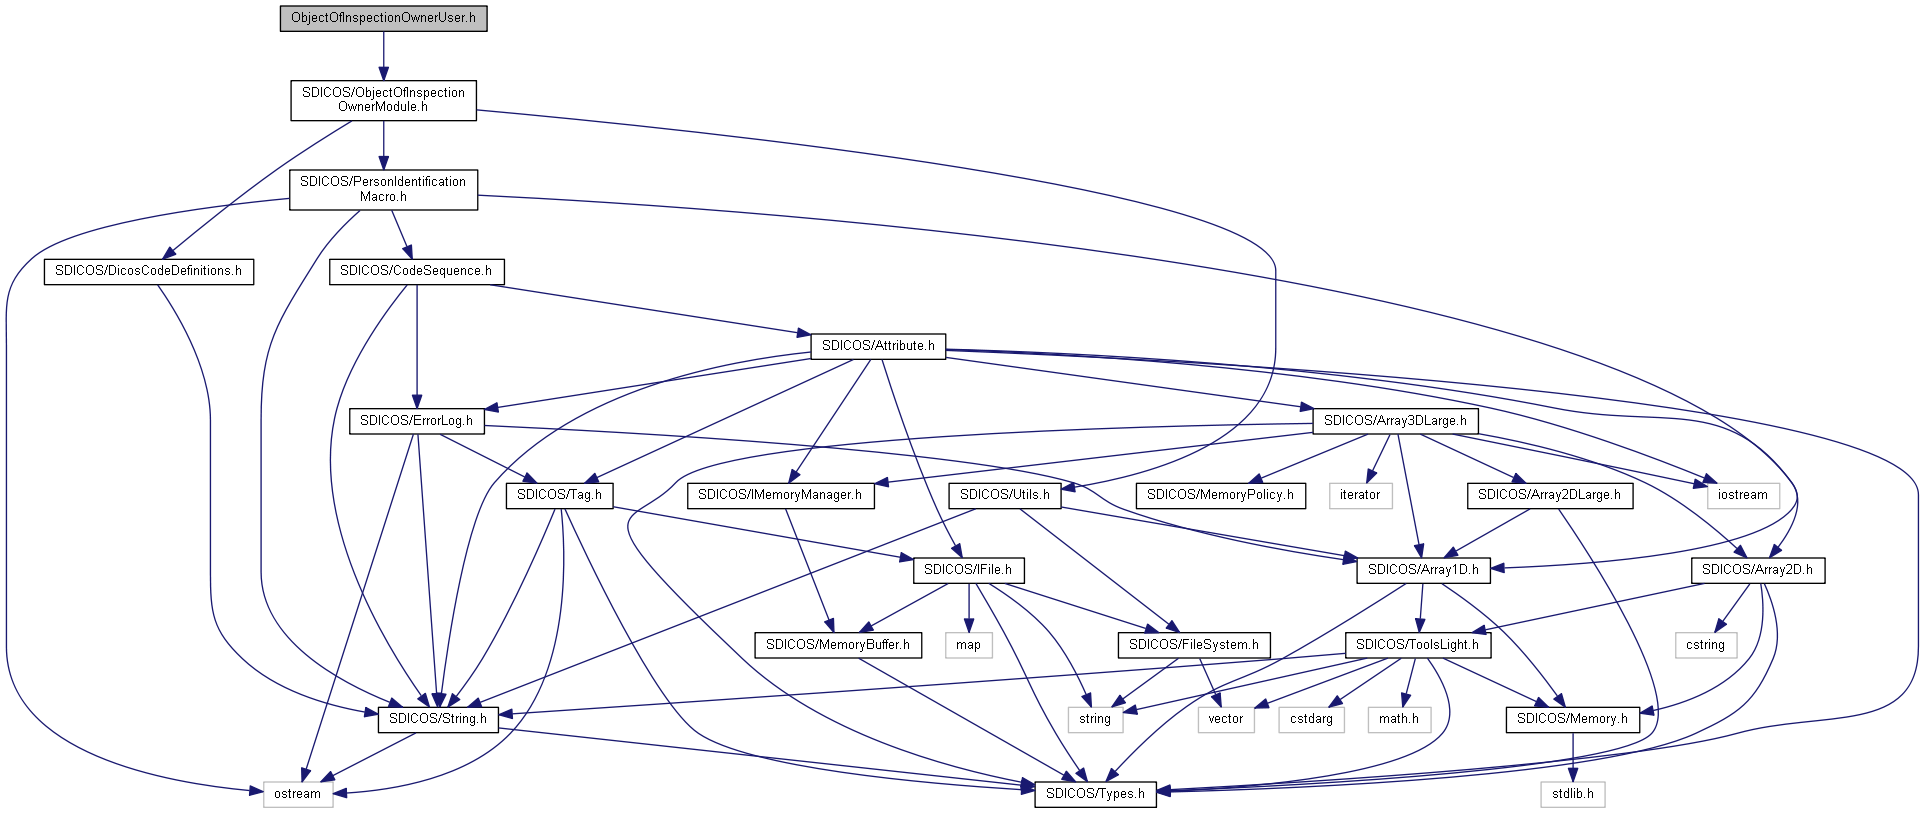 ObjectOfInspectionOwnerUser.h
SDICOS/ObjectOfInspection
OwnerModule.h
SDICOS/PersonIdentification
Macro.h
SDICOS/DicosCodeDefinitions.h
SDICOS/CodeSequence.h
SDICOS/Attribute.h
SDICOS/ErrorLog.h
SDICOS/Array3DLarge.h
SDICOS/Tag.h
SDICOS/IMemoryManager.h
SDICOS/Utils.h
SDICOS/MemoryPolicy.h
iterator
SDICOS/Array2DLarge.h
iostream
SDICOS/IFile.h
SDICOS/Array1D.h
SDICOS/Array2D.h
SDICOS/MemoryBuffer.h
map
SDICOS/FileSystem.h
SDICOS/ToolsLight.h
cstring
SDICOS/String.h
string
vector
cstdarg
math.h
SDICOS/Memory.h
ostream
SDICOS/Types.h
stdlib.h